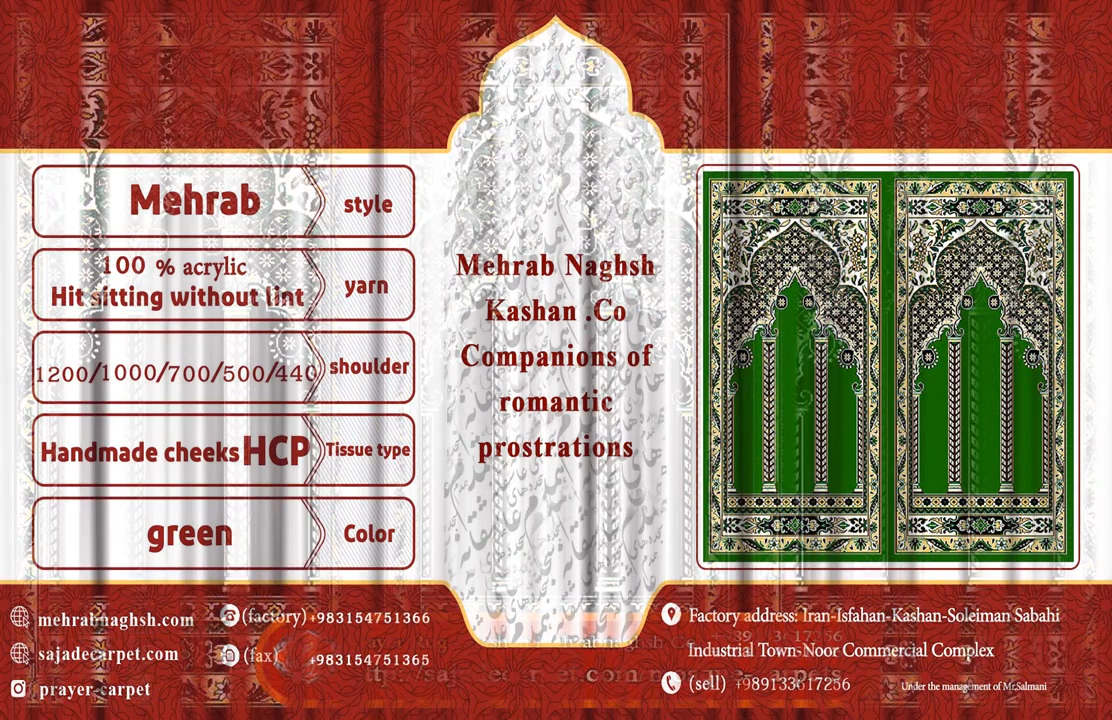 Mehrab
style
100 % acrylic
Hit sitting without lint
yarn
1200/1000/700/500/440
shoulder
Handmade cheeks HCP
Tissue type
green
Color
Mehrab Naghsh
Kashan .Co
Companions of
romantic
prostrations
mehrabnaghsh.com
sajadecarpet.com
prayer-carpet
(factory) +983154751366
(fax) +983154751365
Factory address: Iran-Isfahan-Kashan-Soleiman Sabahi
Industrial Town-Noor Commercial Complex
(sell) +989133617256
Under the management of Mr.Salmani